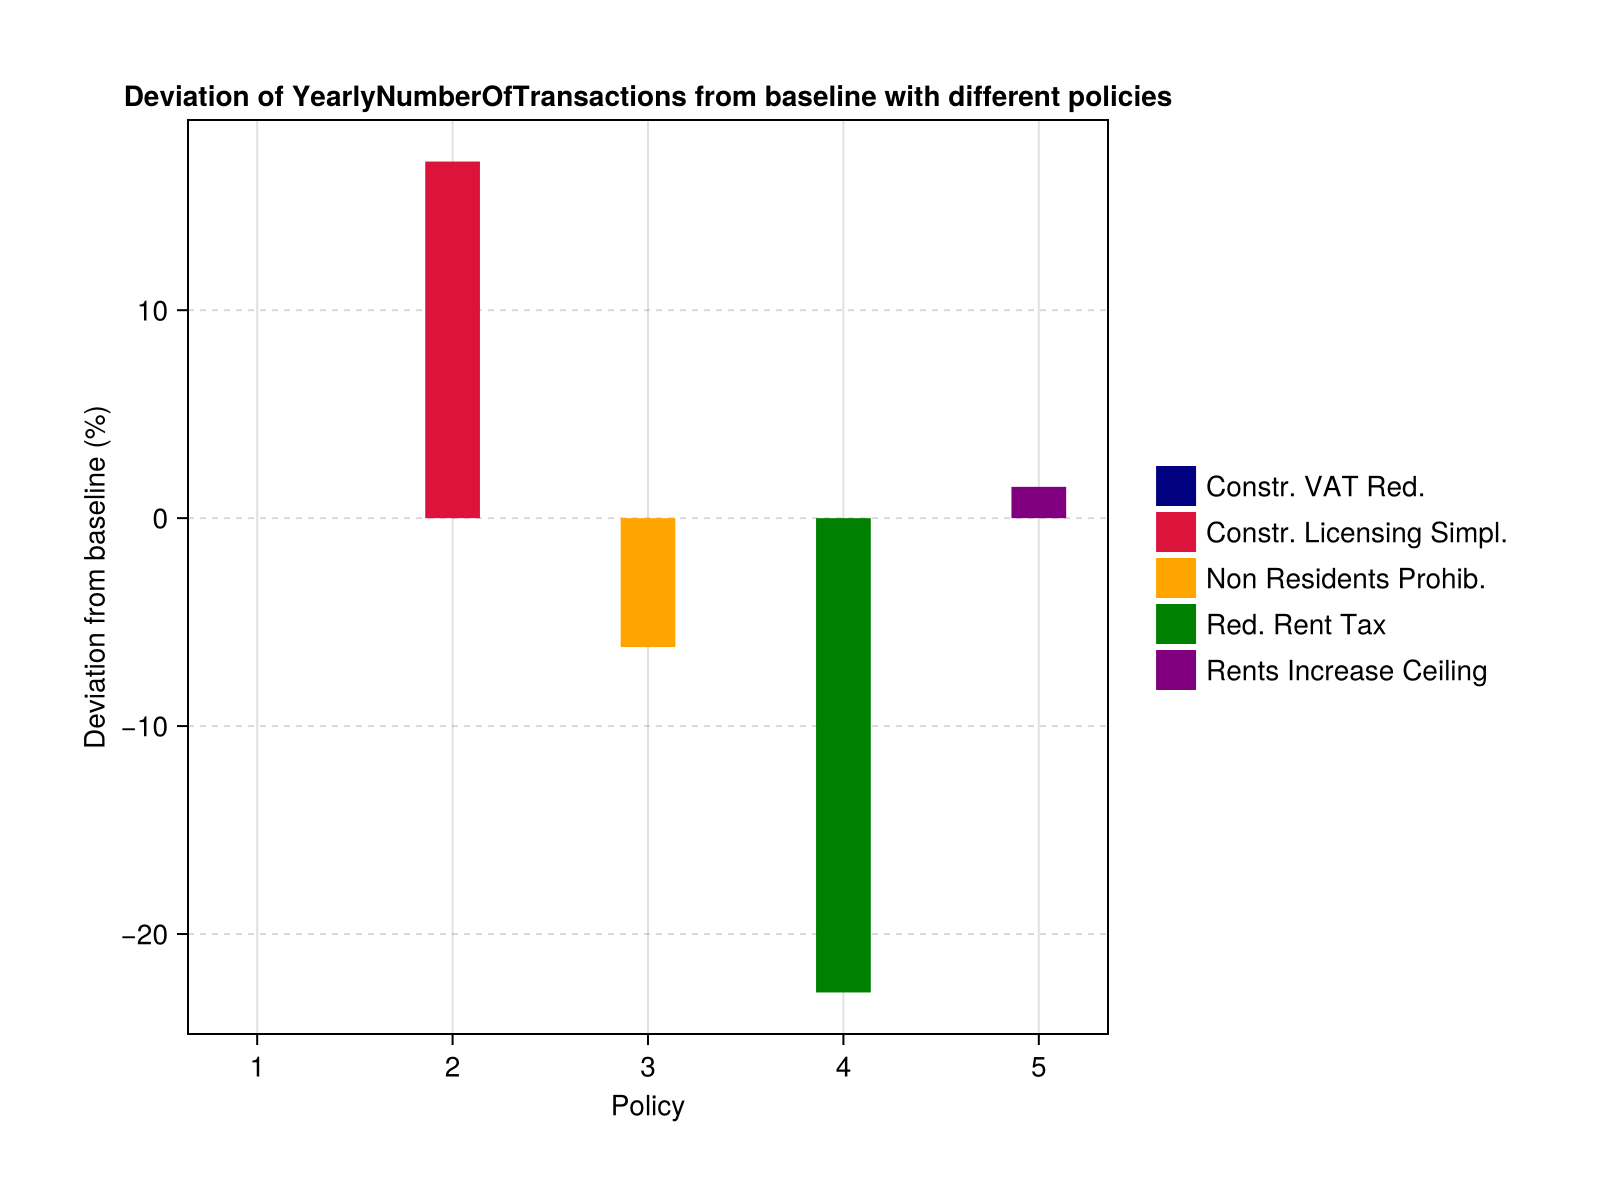 Deviation of YearlyNumberOfTransactions from baseline with different policies
Deviation from baseline (%)
10
0
−10
−20
1 2 3 4 5
Policy
Constr. VAT Red.
Constr. Licensing Simpl.
Non Residents Prohib.
Red. Rent Tax
Rents Increase Ceiling